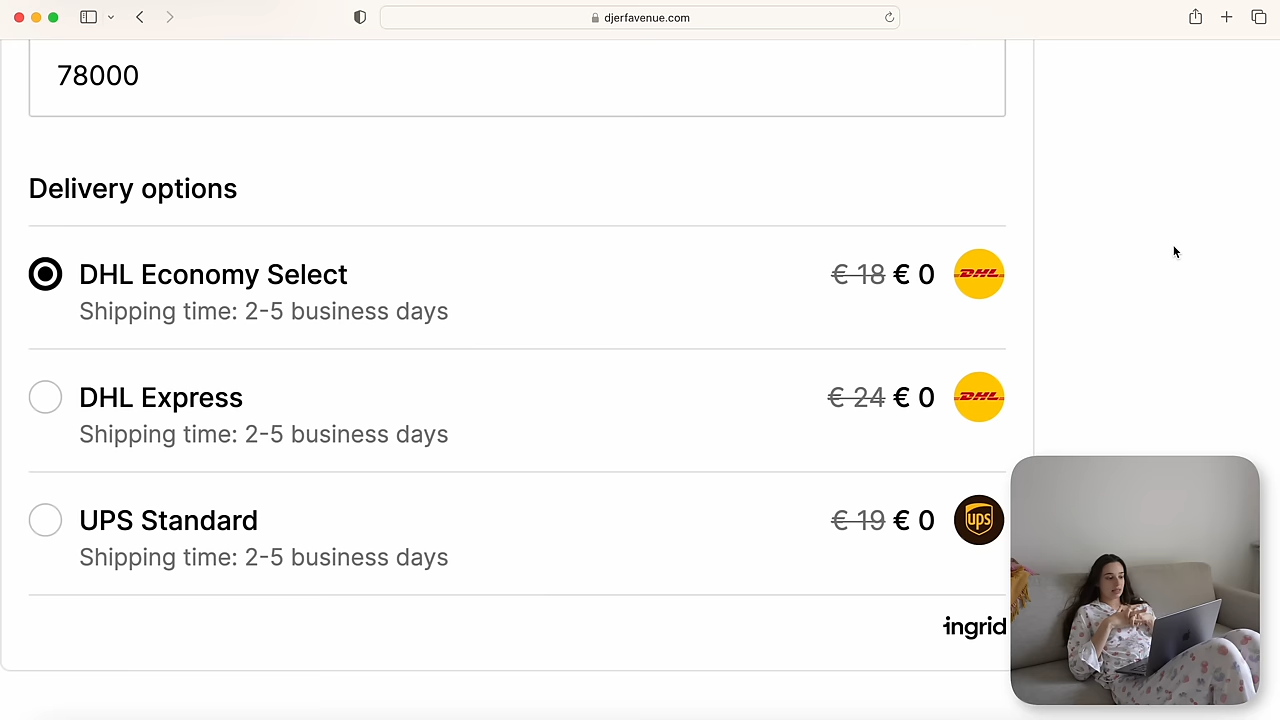 djerfavenue.com
78000
Delivery options
DHL Economy Select € 18 € 0 DHL
Shipping time: 2-5 business days
DHL Express € 24 € 0 DHL
Shipping time: 2-5 business days
UPS Standard € 19 € 0 ups
Shipping time: 2-5 business days
ingrid